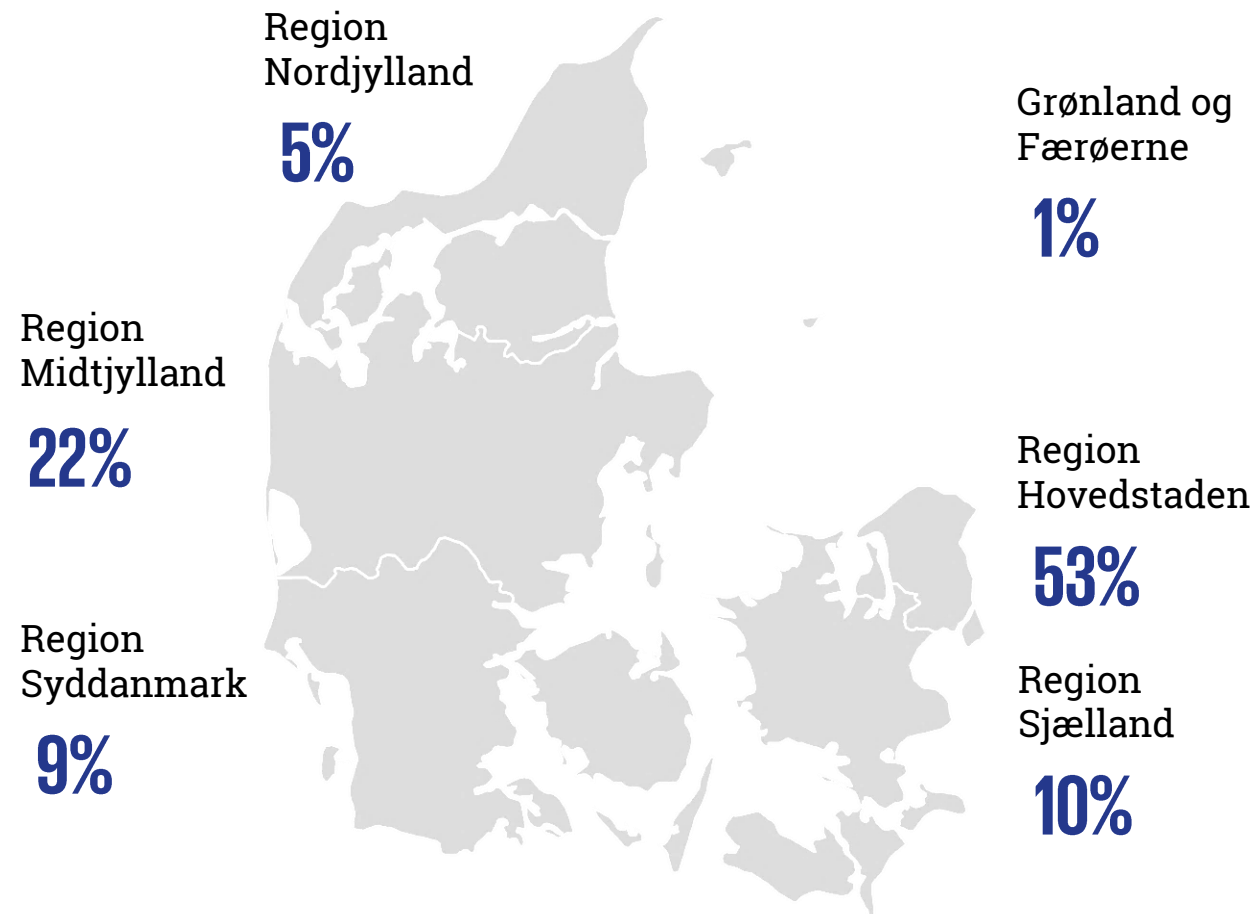 Region
Nordjylland
5%
Grønland og
Færøerne
1%
Region
Midtjylland
22%
Region
Hovedstaden
53%
Region
Syddanmark
9%
Region
Sjælland
10%